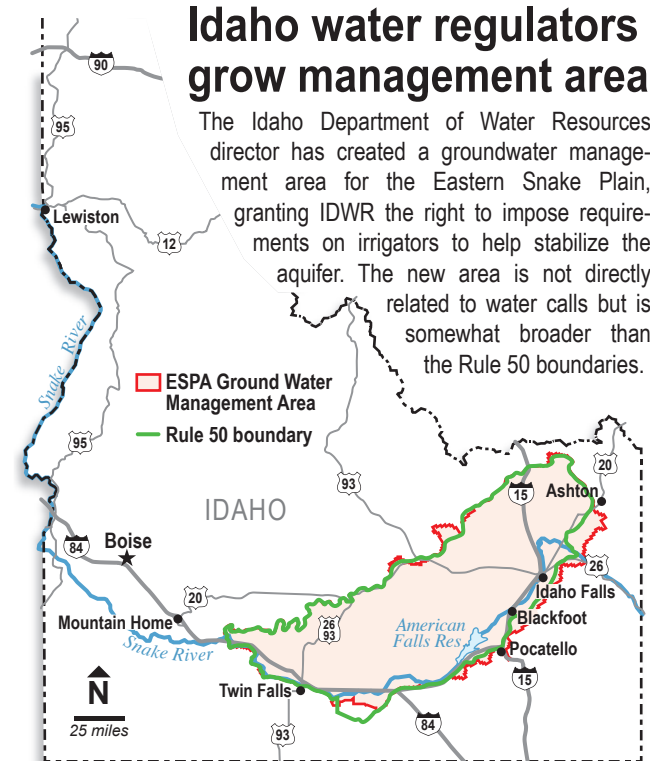 Idaho water regulators
grow management area
The Idaho Department of Water Resources
director has created a groundwater manage-
ment area for the Eastern Snake Plain,
granting IDWR the right to impose require-
ments on irrigators to help stabilize the
aquifer. The new area is not directly
related to water calls but is
somewhat broader than
the Rule 50 boundaries.
90
95
Lewiston
12
Snake River
ESPA Ground Water
Management Area
Rule 50 boundary
95
93
20
15
Ashton
IDAHO
84
Boise
26
Idaho Falls
20
Mountain Home
26
93
Blackfoot
American
Falls Res.
Snake River
Pocatello
N
Twin Falls
15
25 miles
93
84